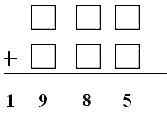 □ □ □
+ □ □ □
1 9 8 5